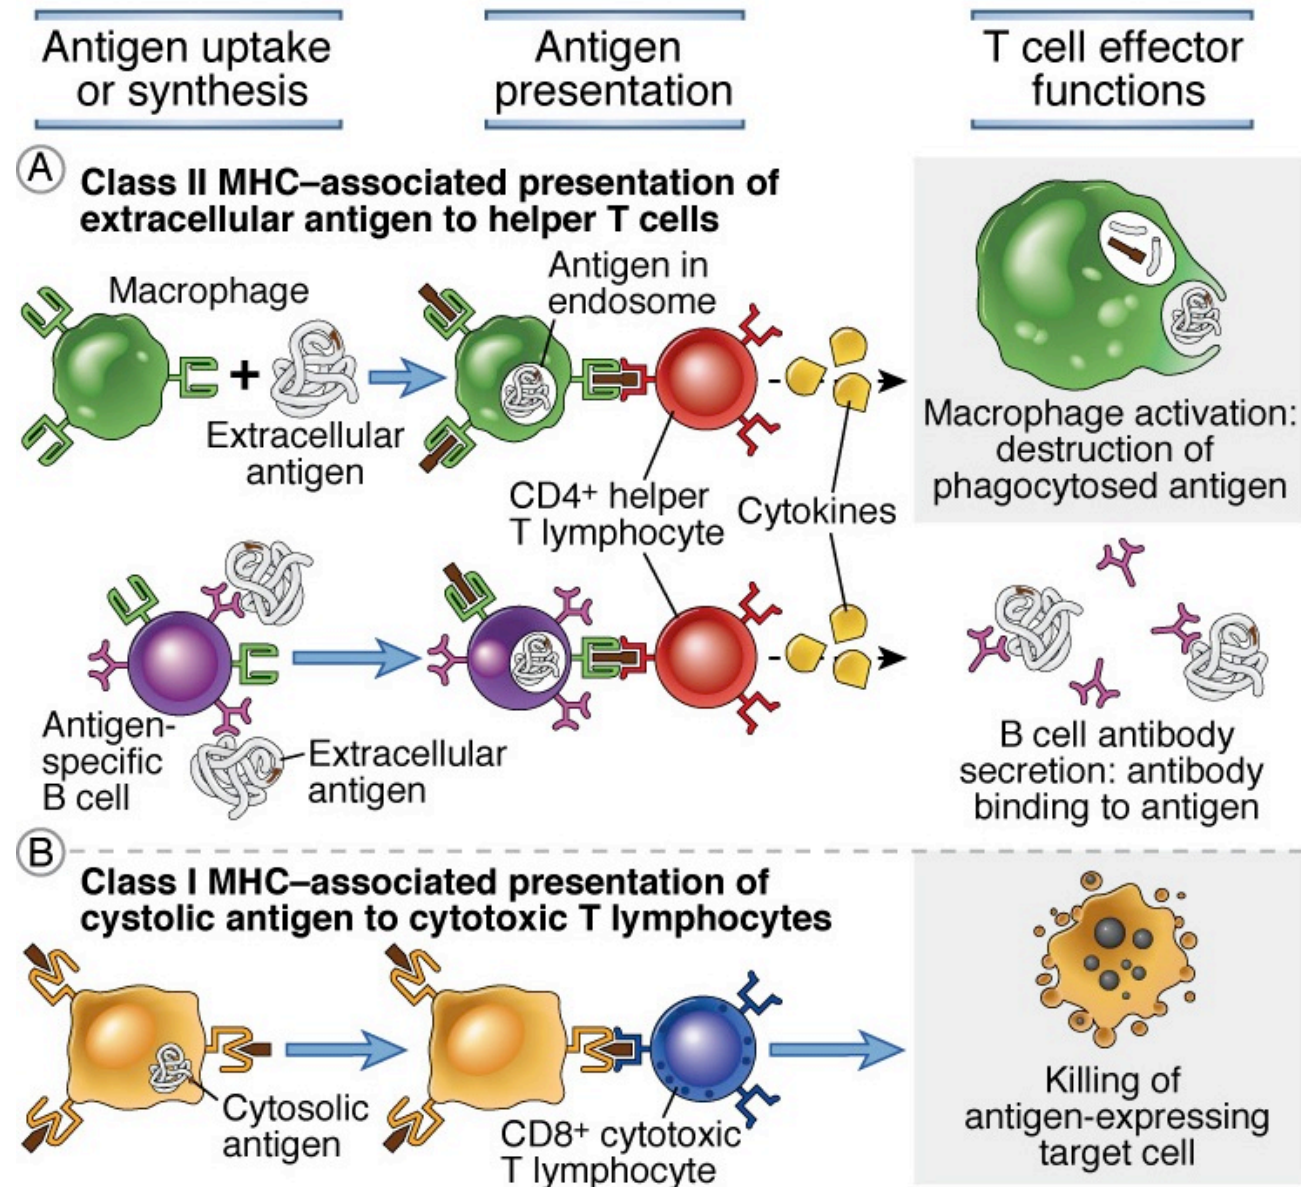 Antigen uptake
or synthesis
Antigen
presentation
T cell effector
functions
A
Class II MHC–associated presentation of
extracellular antigen to helper T cells
Macrophage
+
Extracellular
antigen
Antigen in
endosome
CD4+ helper
T lymphocyte
Cytokines
Macrophage activation:
destruction of
phagocytosed antigen
Antigen-
specific
B cell
Extracellular
antigen
B cell antibody
secretion: antibody
binding to antigen
B
Class I MHC–associated presentation of
cystolic antigen to cytotoxic T lymphocytes
Cytosolic
antigen
CD8+ cytotoxic
T lymphocyte
Killing of
antigen-expressing
target cell